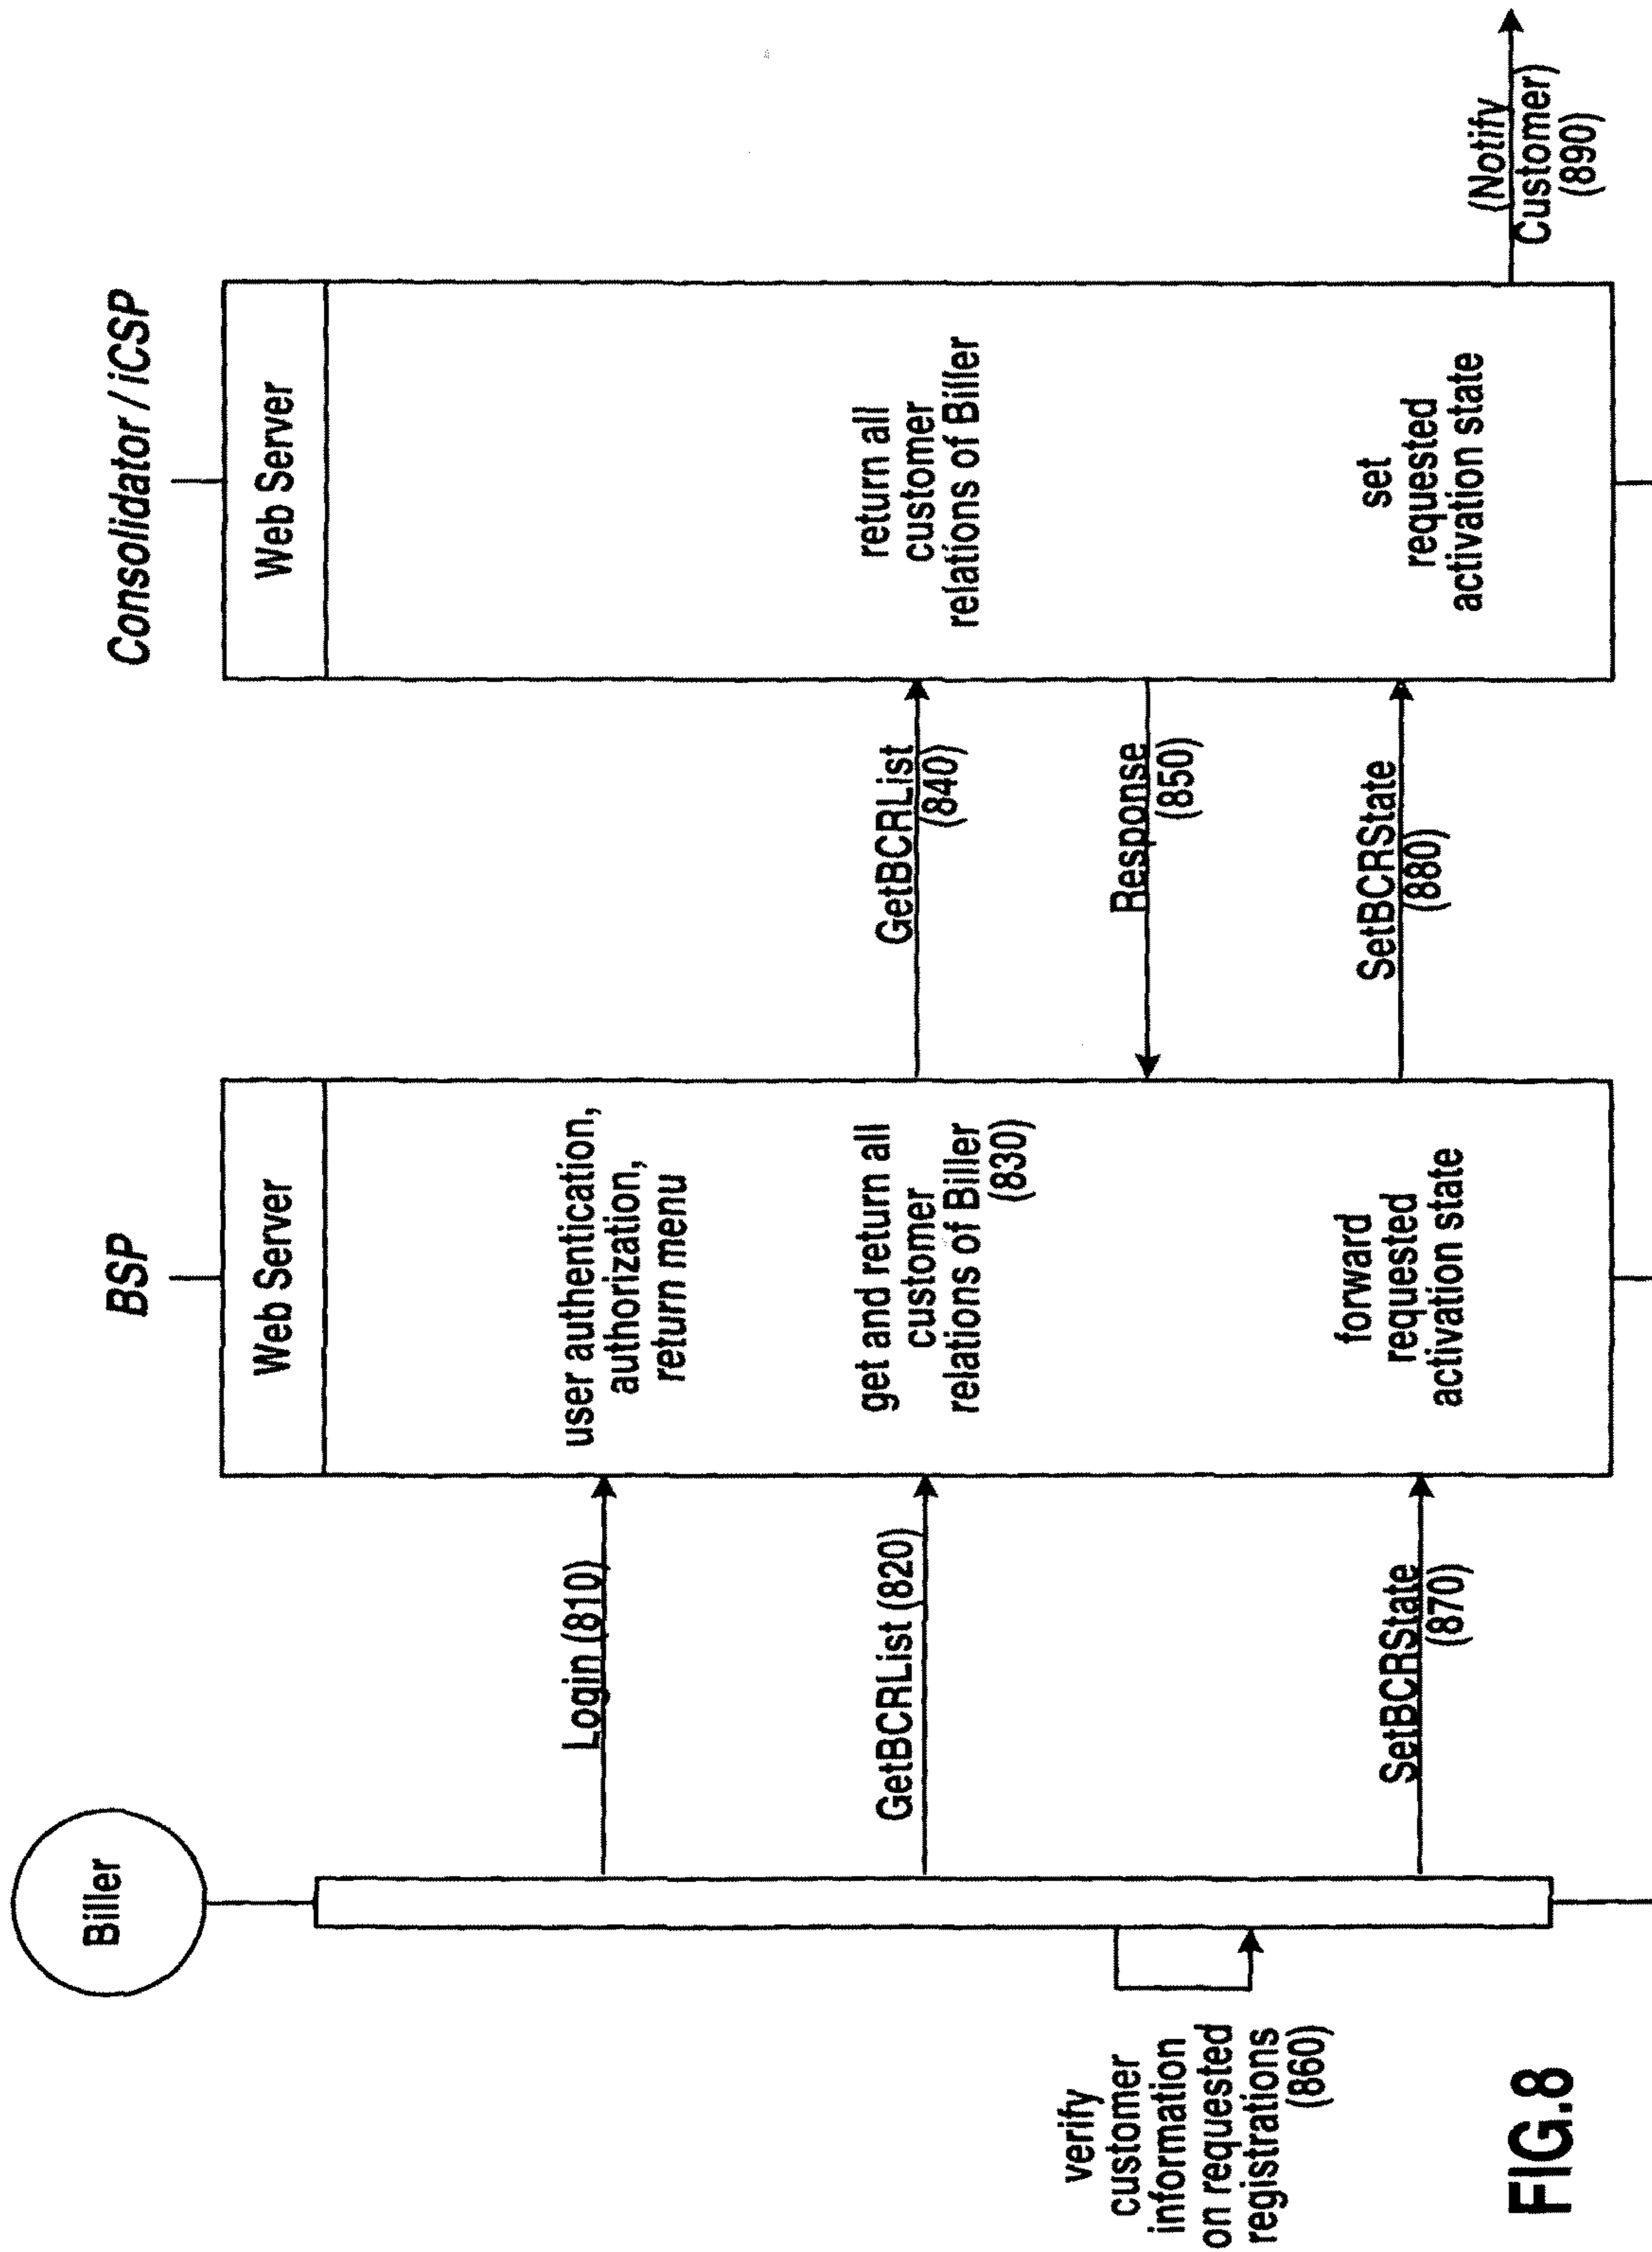 Biller
BSP
Consolidator / iCSP
Web Server
Web Server
Login (810)
user authentication,
authorization,
return menu
GetBCRList (820)
get and return all
customer
relations of Biller
(830)
GetBCRList
(840)
return all
customer
relations of Biller
Response
(850)
verify
customer
information
on requested
registrations
(860)
SetBCRState
(870)
forward
requested
activation state
SetBCRState
(880)
set
requested
activation state
(Notify
Customer)
(890)
FIG.8